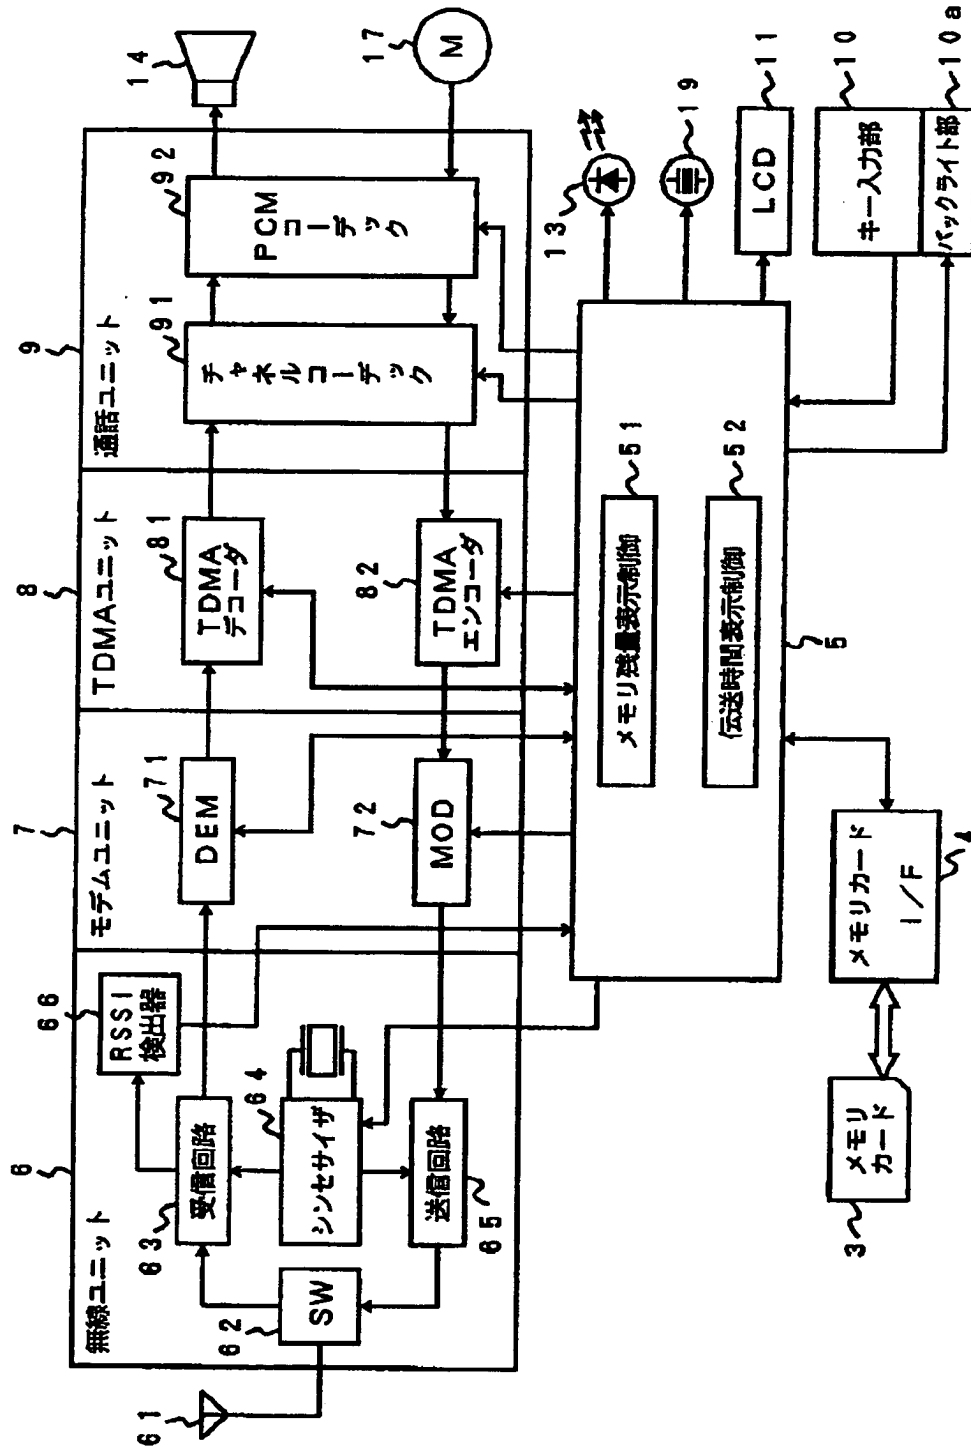 6
無線ユニット
61
62
SW
63
受信回路
64
シンセサイザ
65
送信回路
66
RSSI
検出器
7
モデムユニット
71
DEM
72
MOD
8
TDMAユニット
81
TDMA
デコーダ
82
TDMA
エンコーダ
9
通話ユニット
91
チャネルコーデック
92
PCM
コーデック
14
17
M
3
メモリ
カード
メモリカード
I/F
4
メモリ残量表示制御
51
伝送時間表示制御
52
5
13
19
LCD
11
キー入力部
10
バックライト部
10a